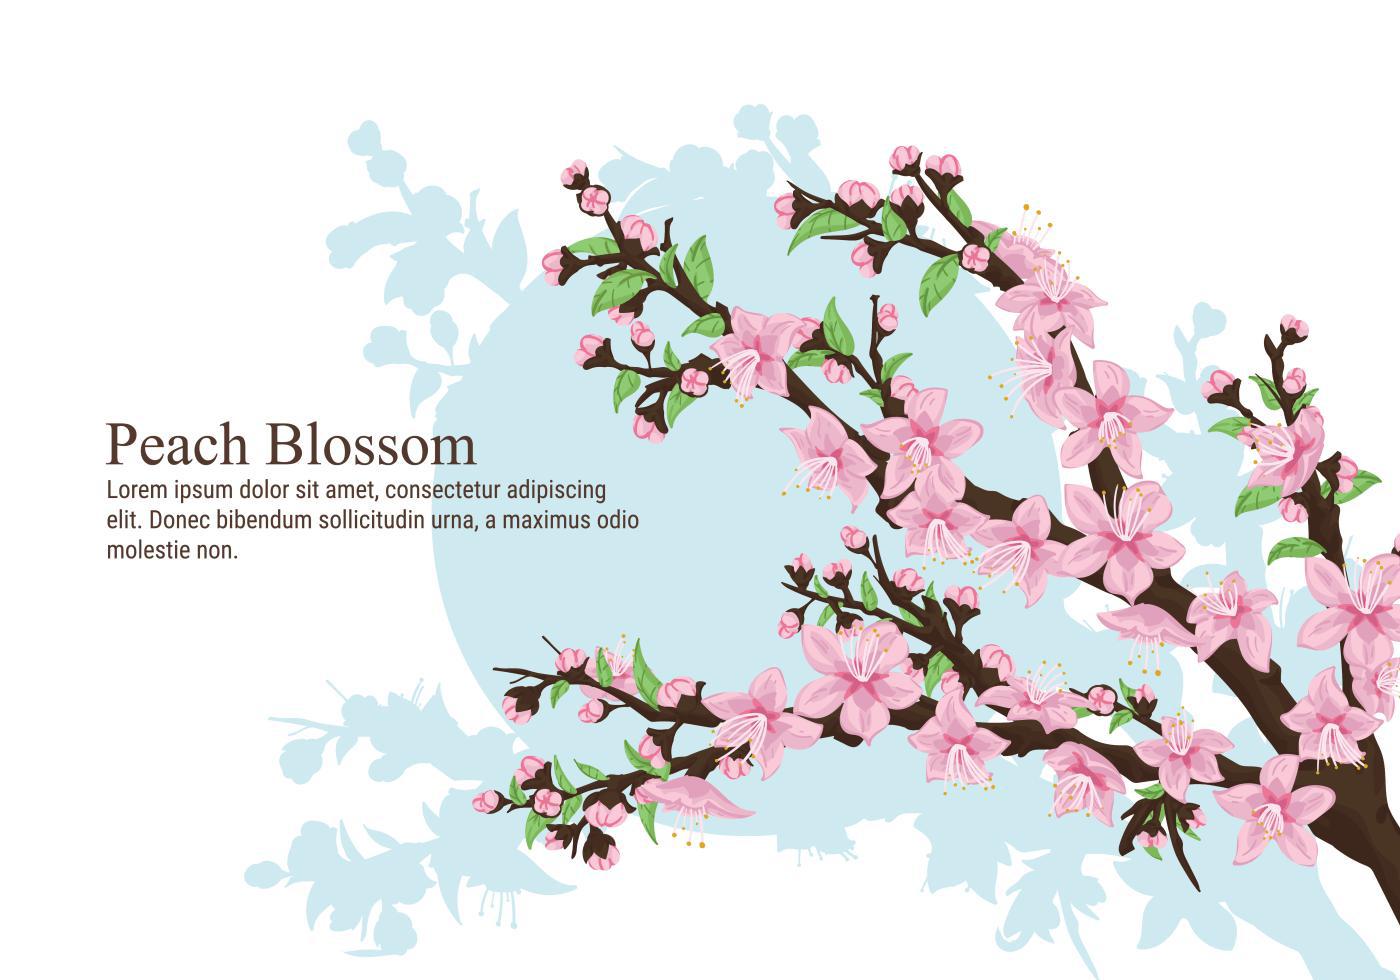 Peach Blossom
Lorem ipsum dolor sit amet, consectetur adipiscing
elit. Donec bibendum sollicitudin urna, a maximus odio
molestie non.